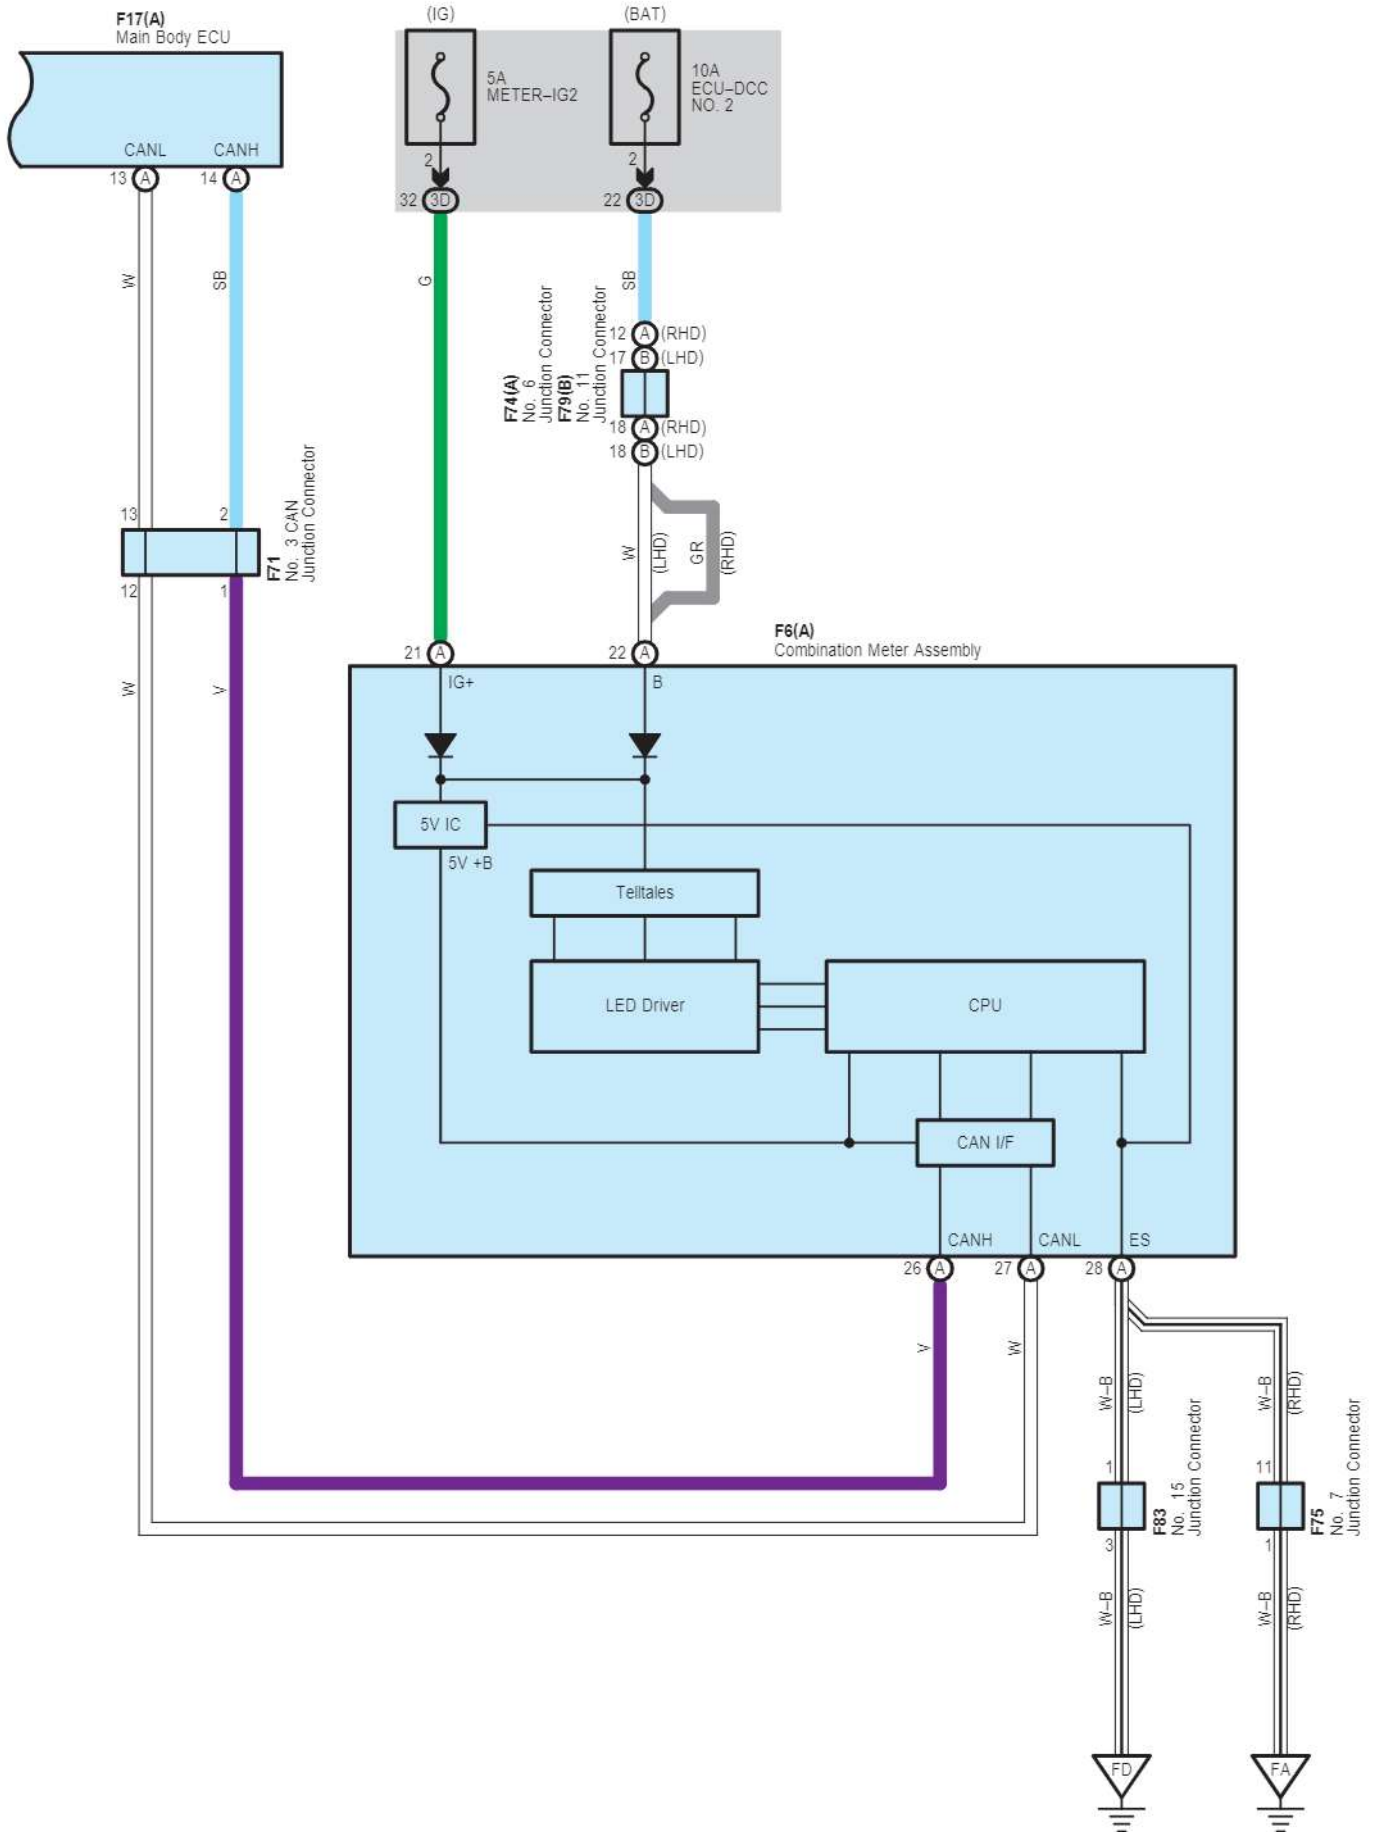 F17(A)
Main Body ECU
CANL
CANH
13
A
14
A
(IG)
(BAT)
5A
METER–IG2
10A
ECU–DCC
NO. 2
2
2
32
3D
22
3D
W
SB
G
SB
12
A
(RHD)
17
B
(LHD)
F74(A)
No. 6
Junction Connector
F79(B)
No. 11
Junction Connector
18
A
(RHD)
18
B
(LHD)
13
2
F71
No. 3 CAN
Junction Connector
12
1
W
(LHD)
GR
(RHD)
W
V
21
A
22
A
F6(A)
Combination Meter Assembly
IG+
B
5V IC
5V +B
Telltales
LED Driver
CPU
CAN I/F
CANH
CANL
ES
26
A
27
A
28
A
V
W
W–B
(LHD)
W–B
(RHD)
1
11
F83
No. 15
Junction Connector
F75
No. 7
Junction Connector
3
1
W–B
(LHD)
W–B
(RHD)
FD
FA